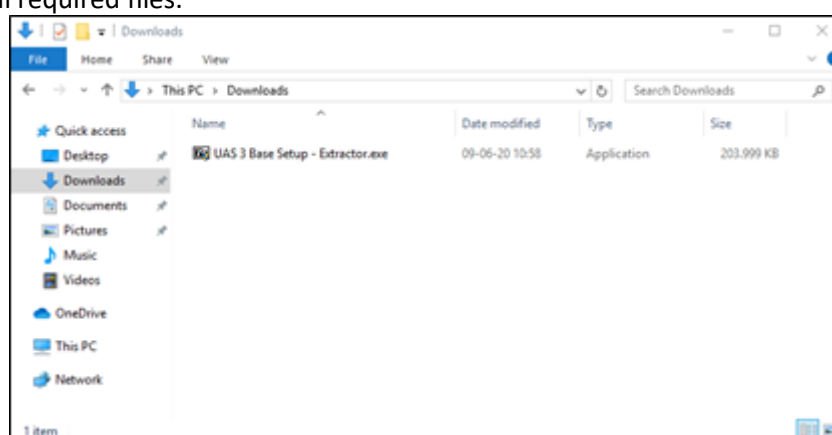 required files.
Downloads
File Home Share View
This PC > Downloads
Search Downloads
Name Date modified Type Size
Quick access
UAS 3 Base Setup - Extractor.exe 09-06-20 10:58 Application 203.999 KB
Desktop
Downloads
Documents
Pictures
Music
Videos
OneDrive
This PC
Network
1 item